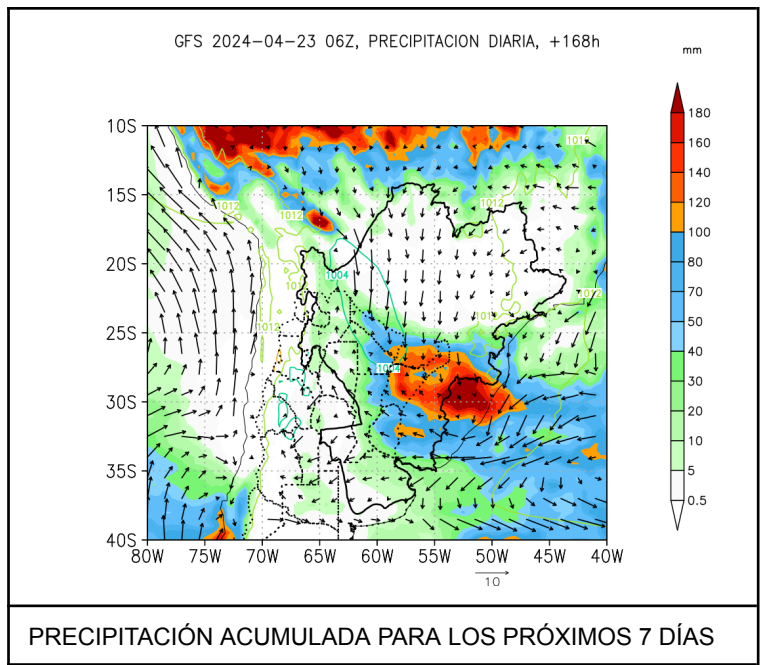 GFS 2024-04-23 06Z, PRECIPITACION DIARIA, +168h
mm
180
160
140
120
100
80
70
60
50
40
30
20
10
5
0.5
10S
15S
20S
25S
30S
35S
40S
1012
1012
1012
1012
1004
1012
1012
1004
80W 75W 70W 65W 60W 55W 50W 45W 40W
10
PRECIPITACIÓN ACUMULADA PARA LOS PRÓXIMOS 7 DÍAS